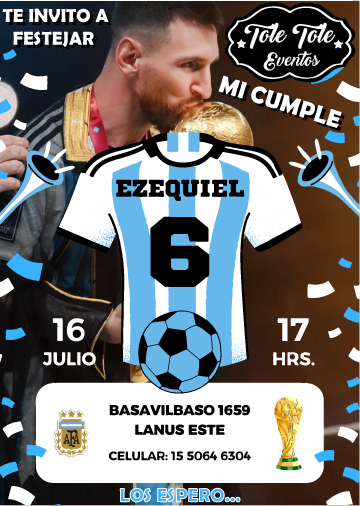 TE INVITO A
FESTEJAR
Tole Tole
Eventos
MI CUMPLE
EZEQUIEL
6
16
JULIO
17
HRS.
BASAVILBASO 1659
LANUS ESTE
AFA
CELULAR: 15 5064 6304
LOS ESPERO...